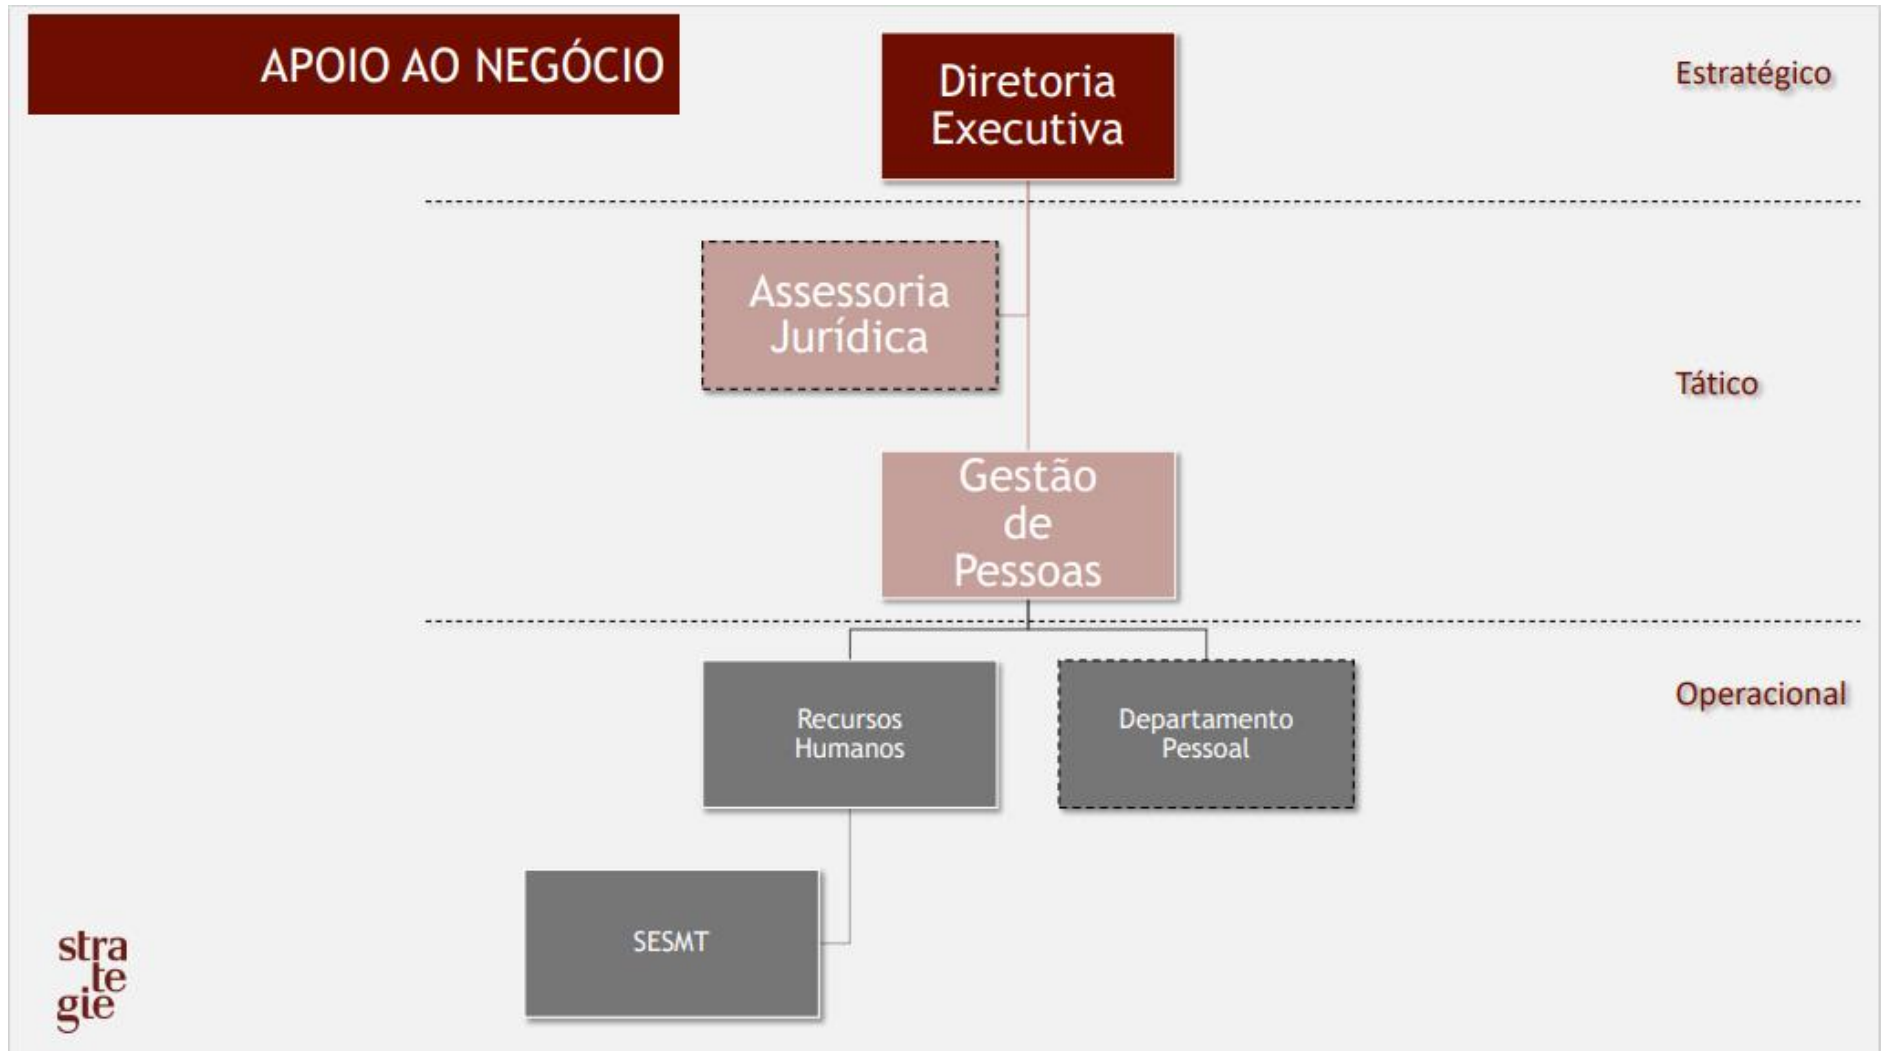 APOIO AO NEGÓCIO
Diretoria
Executiva
Estratégico
Assessoria
Jurídica
Tático
Gestão
de
Pessoas
Recursos
Humanos
Departamento
Pessoal
Operacional
SESMT
stra
te
gie